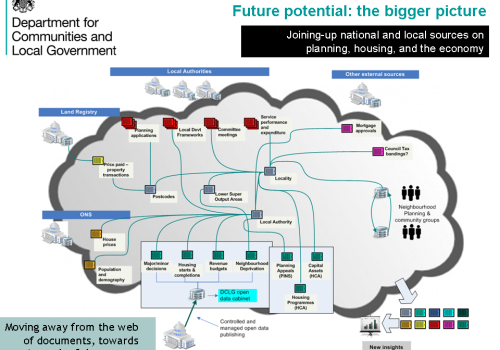 Department for
Communities and
Local Government
Future potential: the bigger picture
Joining-up national and local sources on
planning, housing, and the economy
Local Authorities
Other external sources
Land Registry
Planning
applications
Local Devt
Frameworks
Committee
meetings
Service
performance
and
expenditure
Mortgage
approvals
Council Tax
bandings?
Price paid –
property
transactions
Locality
Postcodes
Lower Super
Output Areas
Neighbourhood
Planning &
community groups
ONS
Local Authority
House
prices
Population
and
demography
Major/minor
decisions
Housing
starts &
completions
Revenue
budgets
Neighbourhood
Deprivation
Planning
Appeals
(PINS)
Capital
Assets
(HCA)
Housing
Programmes
(HCA)
DCLG open
data cabinet
Controlled and
managed open data
publishing
Moving away from the web
of documents, towards
New insights